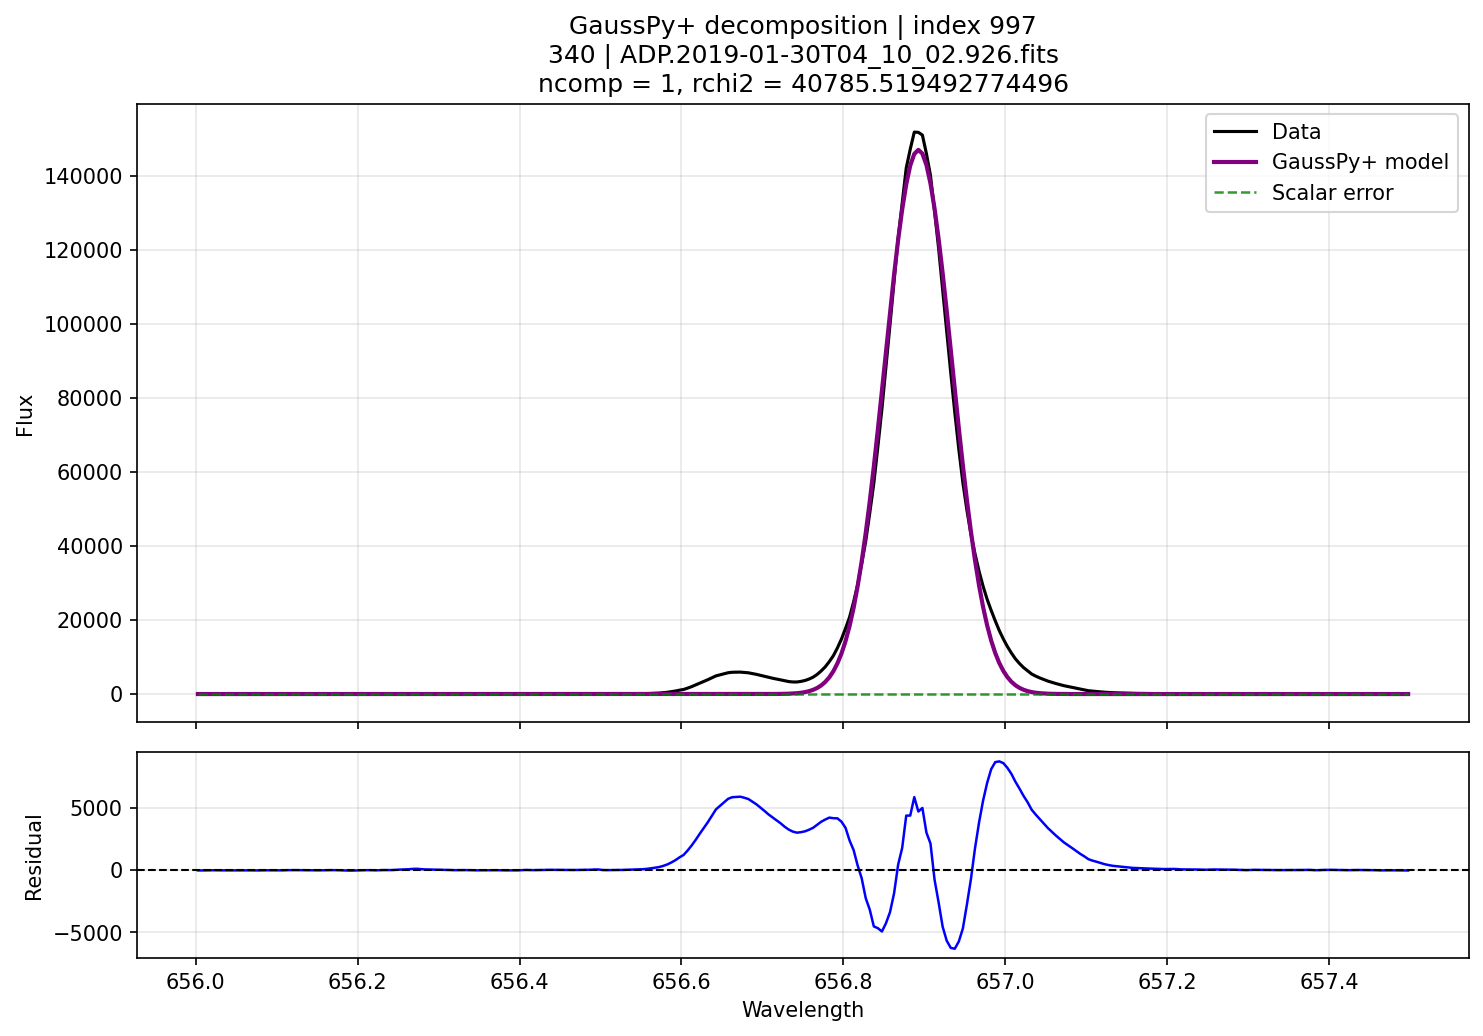 GaussPy+ decomposition | index 997
340 | ADP.2019-01-30T04_10_02.926.fits
ncomp = 1, rchi2 = 40785.519492774496
Data
GaussPy+ model
Scalar error
140000
120000
100000
80000
60000
40000
20000
0
Flux
5000
0
−5000
Residual
656.0 656.2 656.4 656.6 656.8 657.0 657.2 657.4
Wavelength